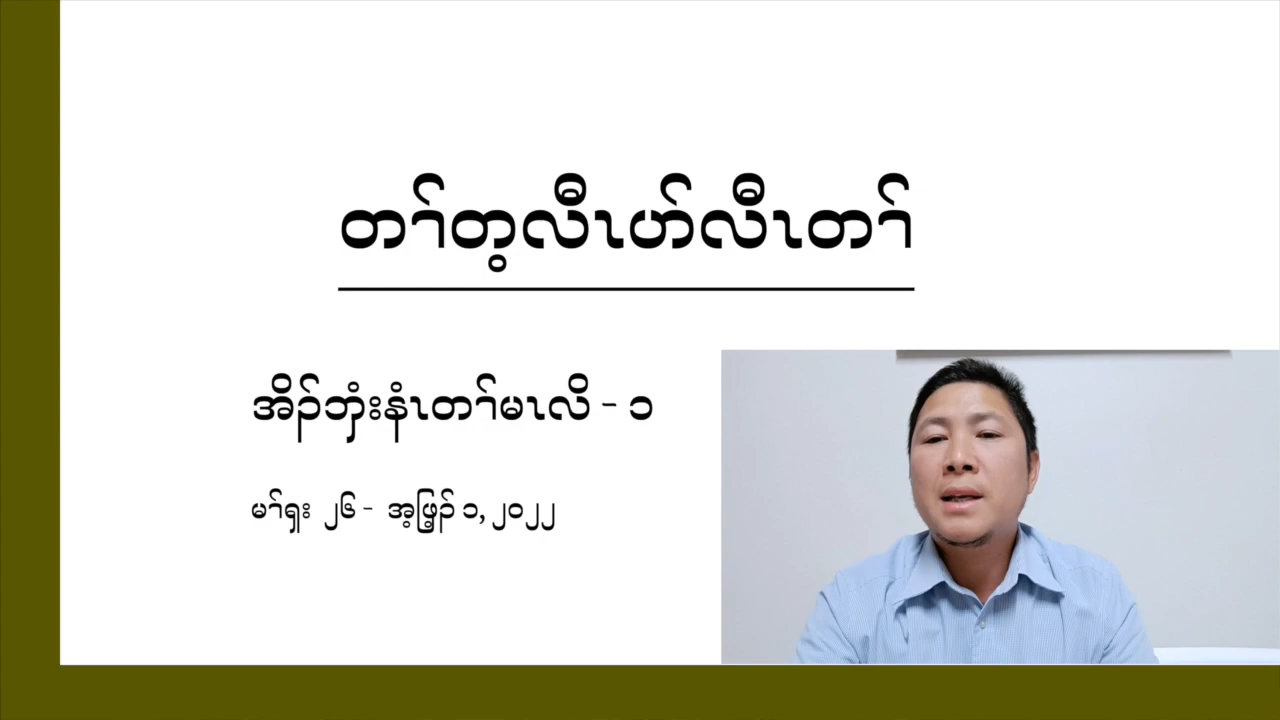 တၢ်တွလီၤဟ်လီၤတၢ်
အိၣ်ဘှံးနံၤတၢ်မၤလိ - ၁
မၢ်ရှး ၂၆ - အ့ဖြ့ၣ် ၁, ၂၀၂၂